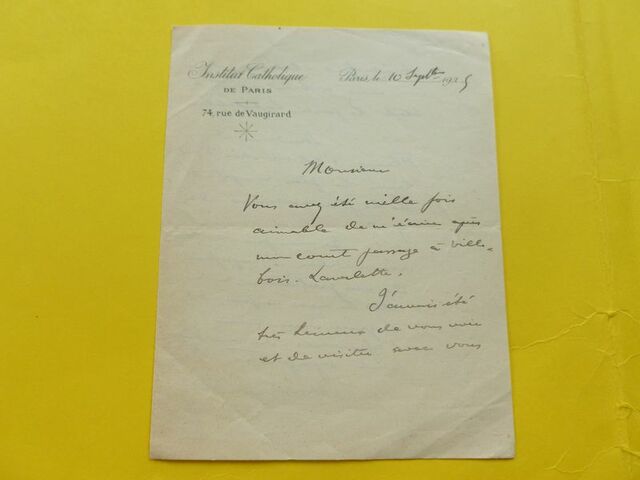 Institut Catholique
DE PARIS
74, rue de Vaugirard
Paris, le 10 Septbre 1925
Monsieur
Vous avez été mille fois
aimable de m'écrire après
mon court passage à Ville-
bois-Lavalette.
J'aurais été
très heureux de vous voir
et de visiter avec vous